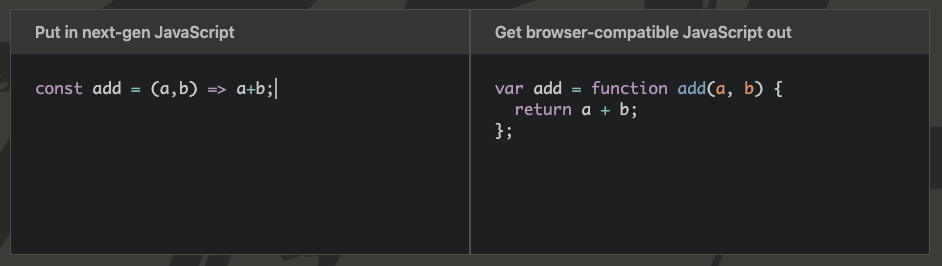 Put in next-gen JavaScript
const add = (a,b) => a+b;
Get browser-compatible JavaScript out
var add = function add(a, b) {
  return a + b;
};